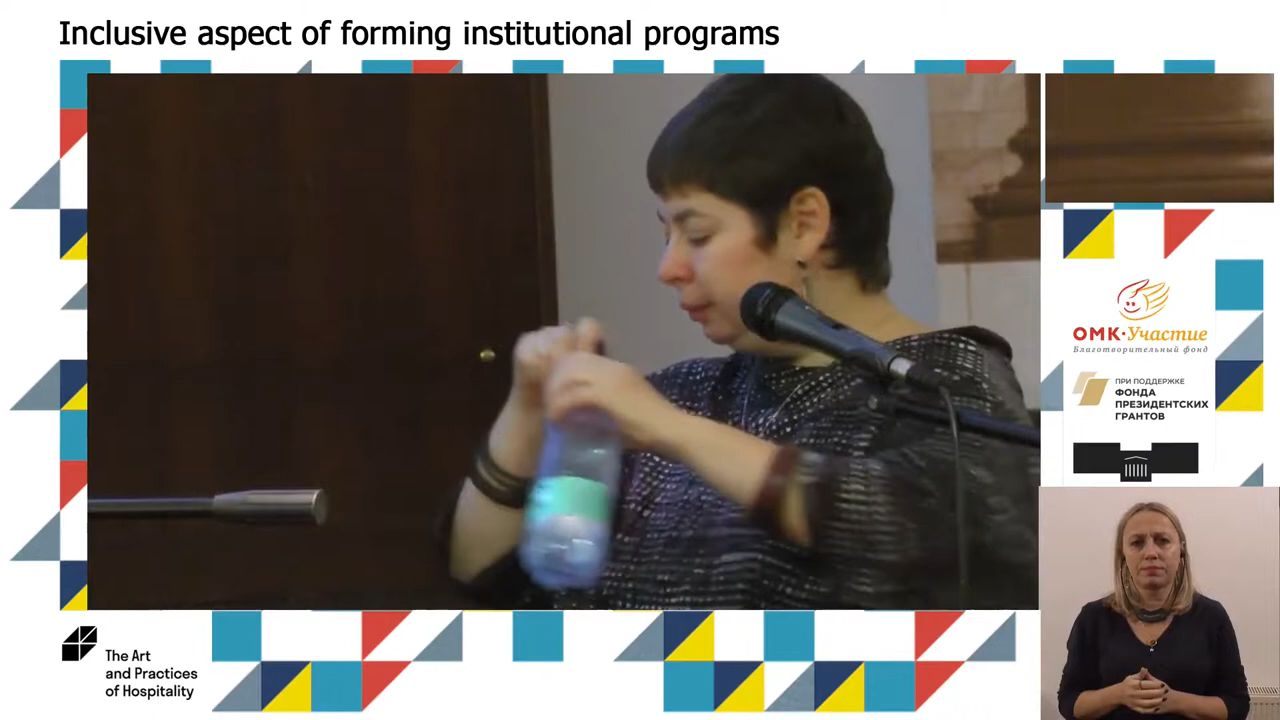 Inclusive aspect of forming institutional programs
ОМК·Участие
Благотворительный фонд
ПРИ ПОДДЕРЖКЕ
ФОНДА
ПРЕЗИДЕНТСКИХ
ГРАНТОВ
The Art
and Practices
of Hospitality